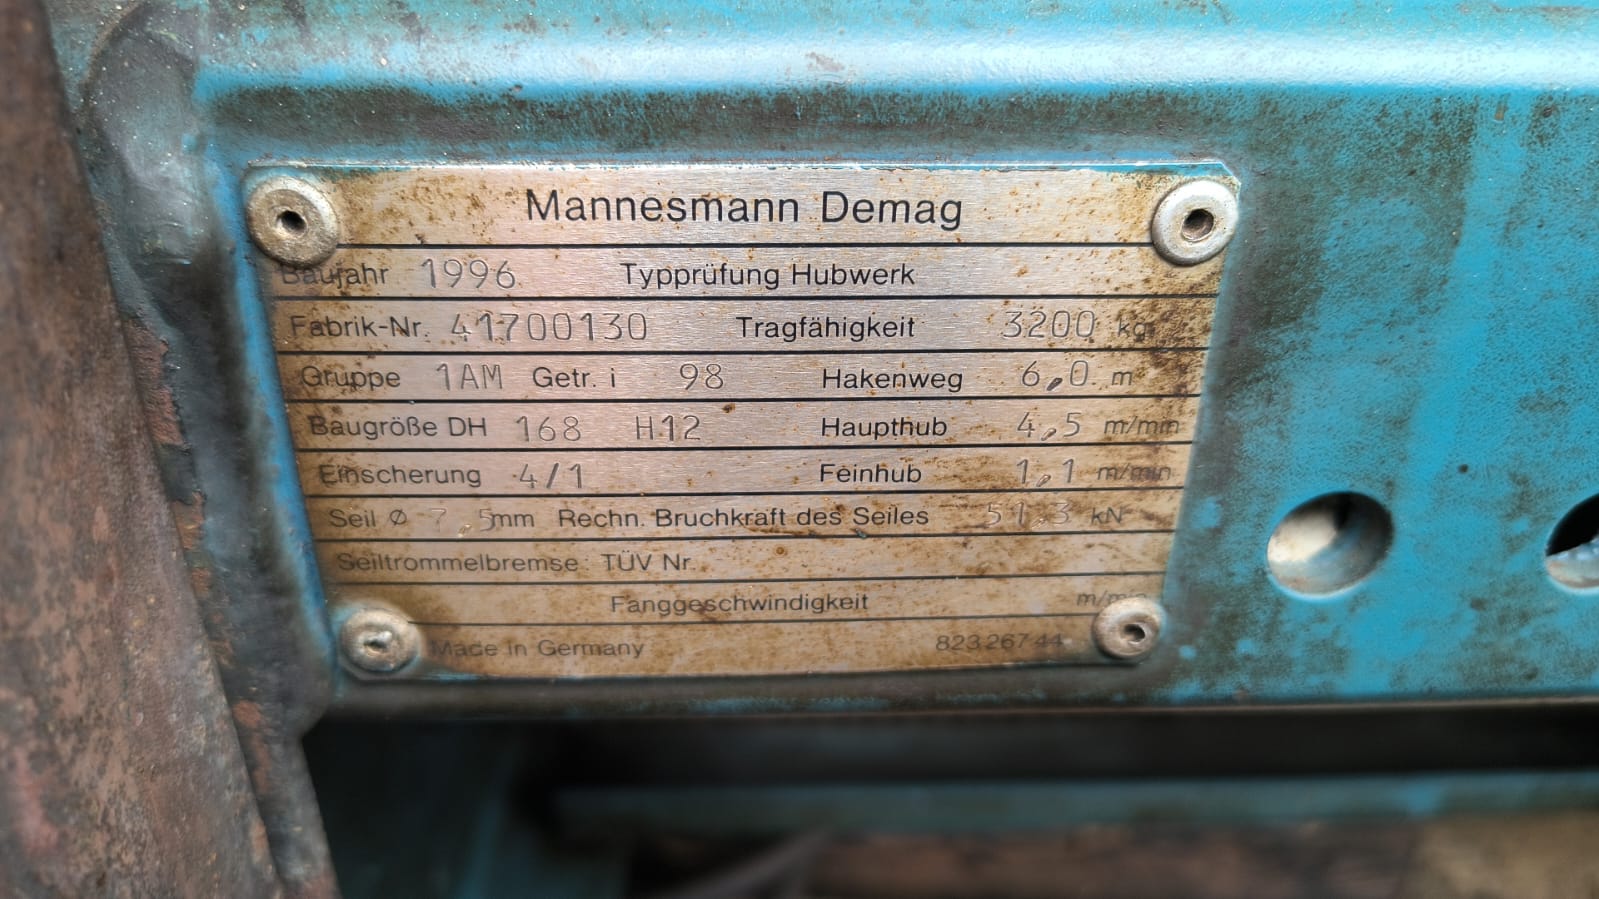 Mannesmann Demag
Baujahr 1996 Typprüfung Hubwerk
Fabrik-Nr. 41700130 Tragfähigkeit 3200 kg
Gruppe 1AM Getr. i 98 Hakenweg 6,0 m
Baugröße DH 168 H12 Haupthub 4,5 m/min
Einscherung 4/1 Feinhub 1,1 m/min
Seil Ø 7,5mm Rechn. Bruchkraft des Seiles 51,3 kN
Seiltrommelbremse: TÜV Nr.
Fanggeschwindigkeit m/min
Made in Germany 82326744